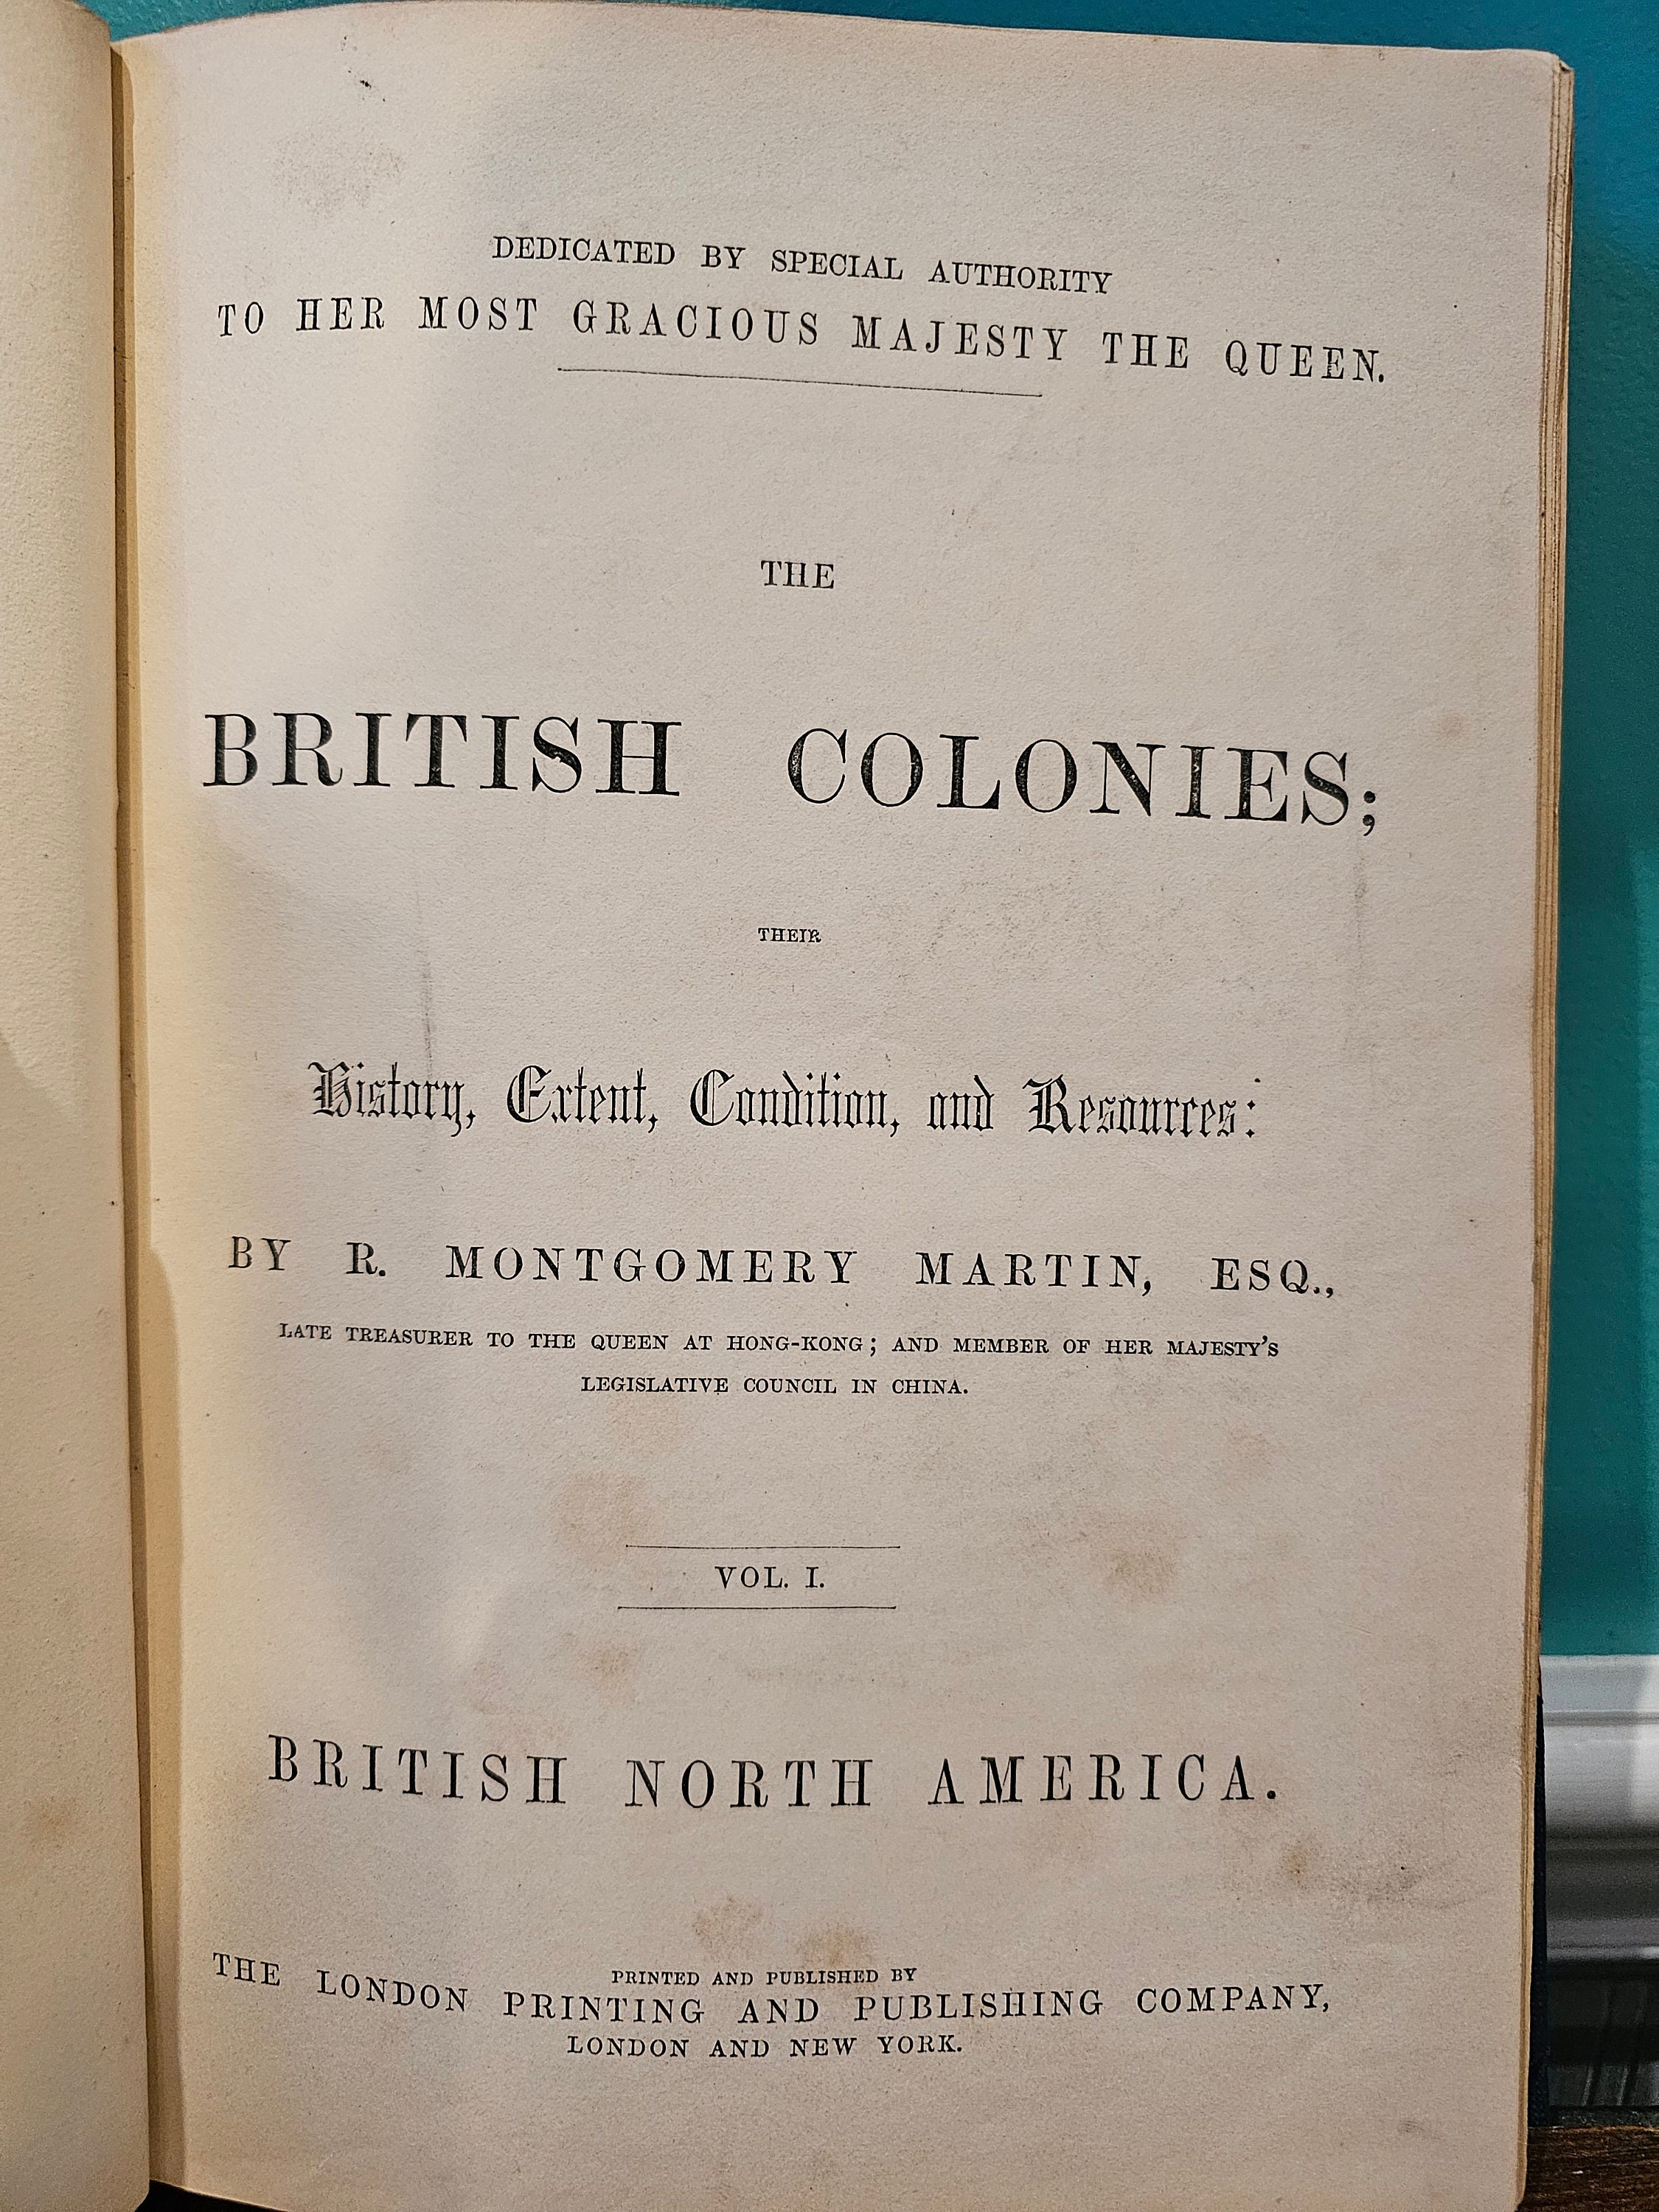 DEDICATED BY SPECIAL AUTHORITY
TO HER MOST GRACIOUS MAJESTY THE QUEEN.
THE
BRITISH COLONIES;
THEIR
History, Extent, Condition, and Resources:
BY R. MONTGOMERY MARTIN, ESQ.,
LATE TREASURER TO THE QUEEN AT HONG-KONG; AND MEMBER OF HER MAJESTY'S
LEGISLATIVE COUNCIL IN CHINA.
VOL. I.
BRITISH NORTH AMERICA.
PRINTED AND PUBLISHED BY
THE LONDON PRINTING AND PUBLISHING COMPANY,
LONDON AND NEW YORK.